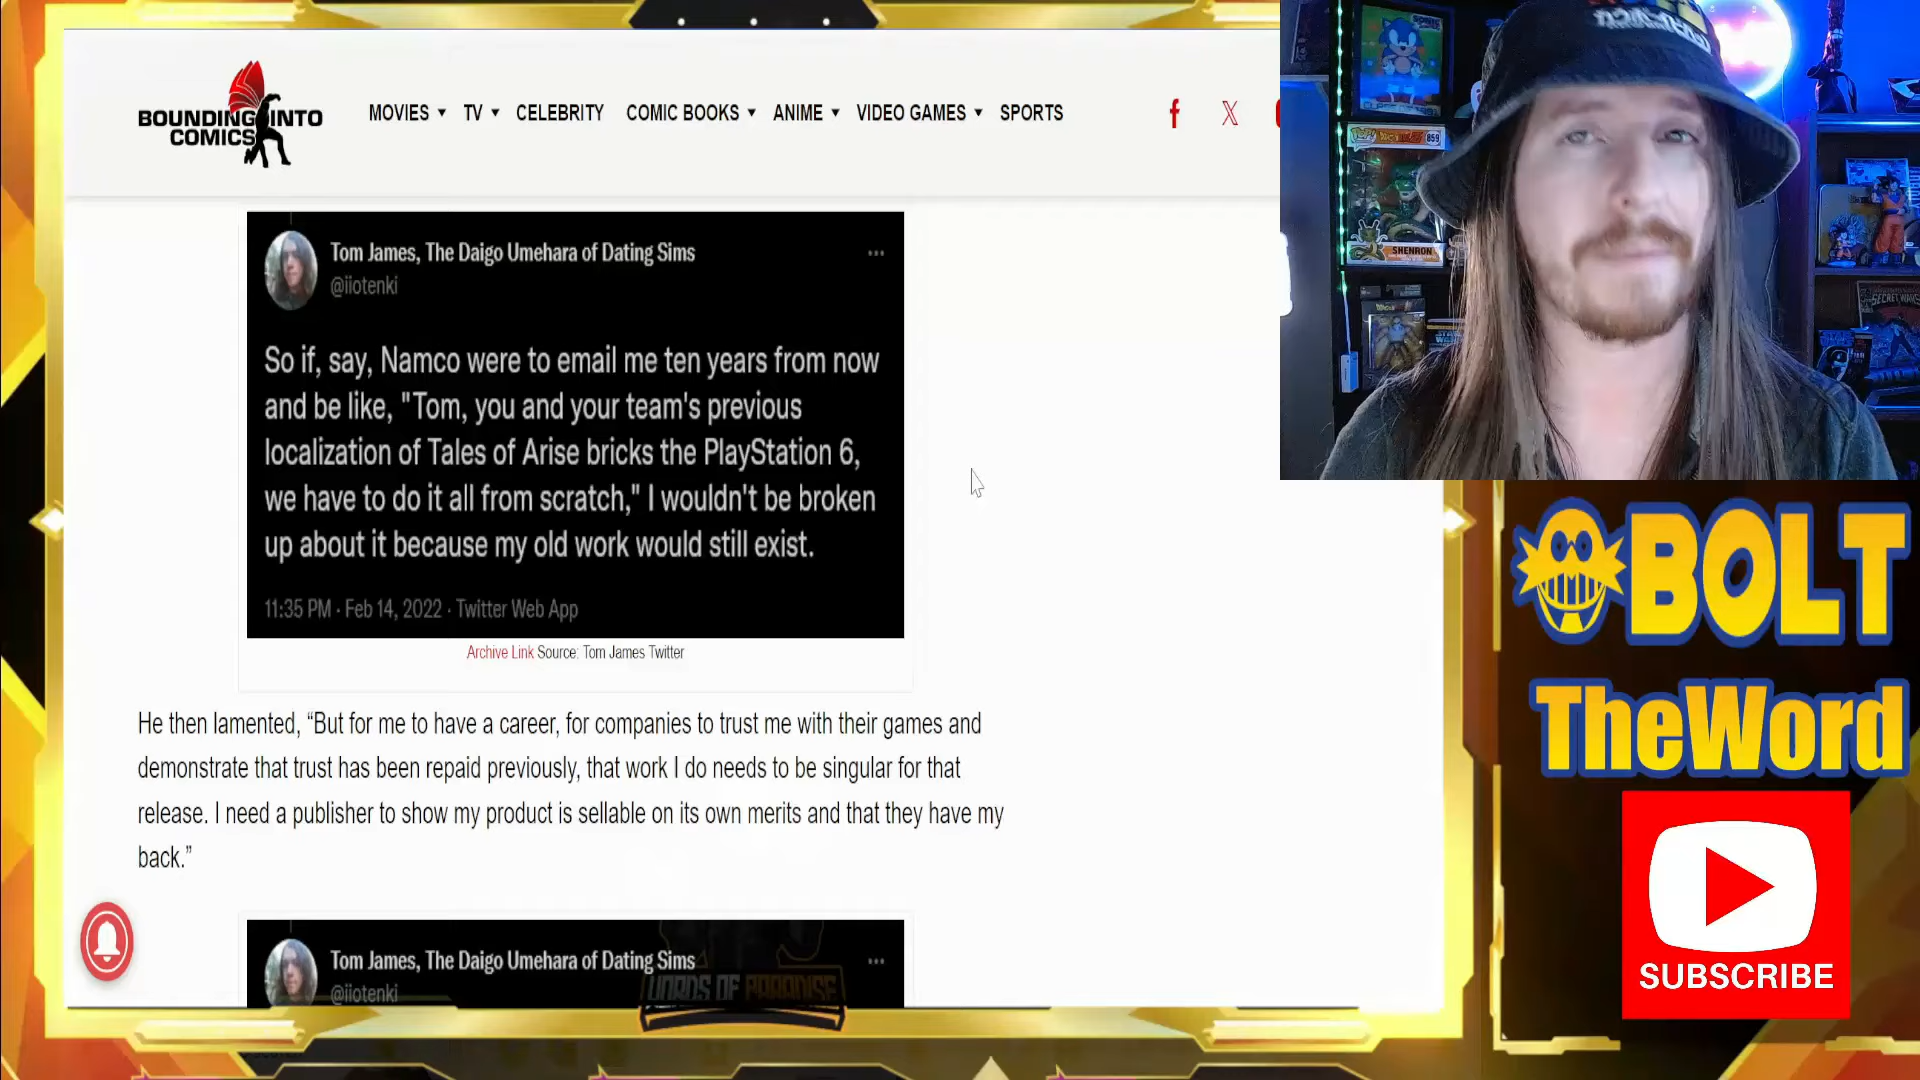 BOUNDING INTO
COMICS
MOVIES TV CELEBRITY COMIC BOOKS ANIME VIDEO GAMES SPORTS
Tom James, The Daigo Umehara of Dating Sims
@iiotenki
So if, say, Namco were to email me ten years from now
and be like, "Tom, you and your team's previous
localization of Tales of Arise bricks the PlayStation 6,
we have to do it all from scratch," I wouldn't be broken
up about it because my old work would still exist.
11:35 PM · Feb 14, 2022 · Twitter Web App
Archive Link Source: Tom James Twitter
He then lamented, “But for me to have a career, for companies to trust me with their games and
demonstrate that trust has been repaid previously, that work I do needs to be singular for that
release. I need a publisher to show my product is sellable on its own merits and that they have my
back.”
Tom James, The Daigo Umehara of Dating Sims
@iiotenki
LORDS OF PARADISE
859
SHENRON
SECRET WARS
BOLT
TheWord
SUBSCRIBE